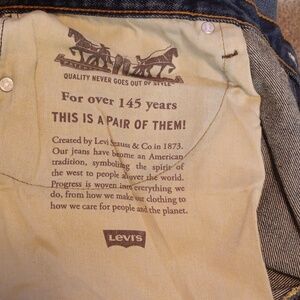 QUALITY NEVER GOES OUT OF STYLE
For over 145 years
THIS IS A PAIR OF THEM!
Created by Levi Strauss & Co in 1873.
Our jeans have become an American
tradition, symbolizing the spirit of
the west to people all over the world.
Progress is woven into everything we
do, from how we make our clothing to
how we care for people and the planet.
LEVI'S